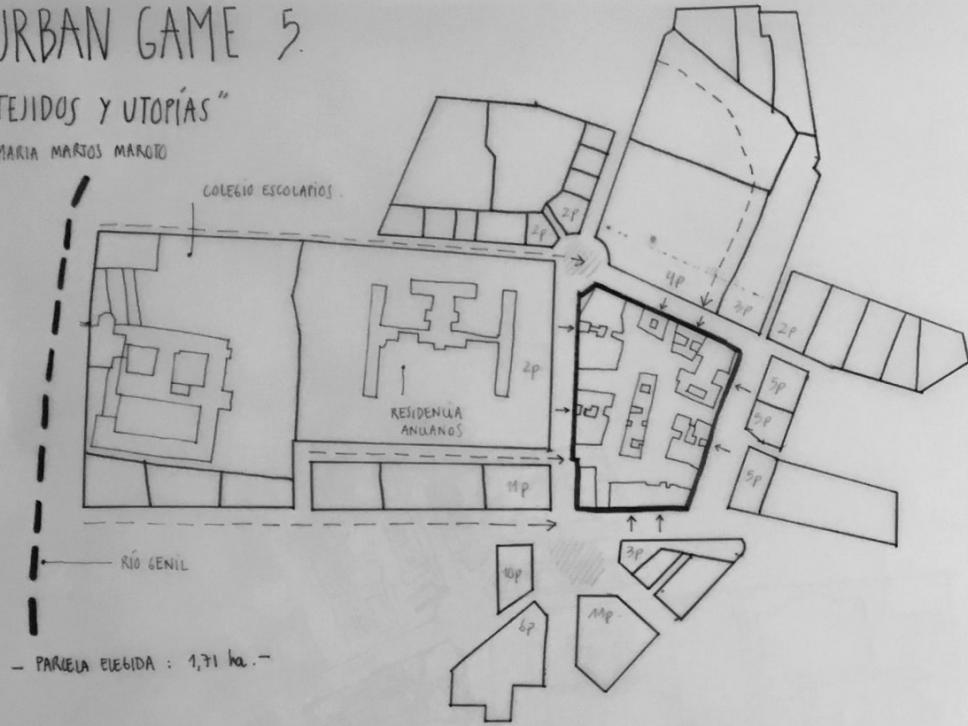 URBAN GAME 5.
"TEJIDOS Y UTOPÍAS"
MARIA MARTOS MAROTO
COLEGIO ESCOLAPIOS.
2p
2p
4p
3p
2p
2p
5p
5p
RESIDENCIA
ANCIANOS
5p
11p
RÍO GENIL
10p
3p
6p
11p
- PARCELA ELEGIDA : 1,71 ha.-